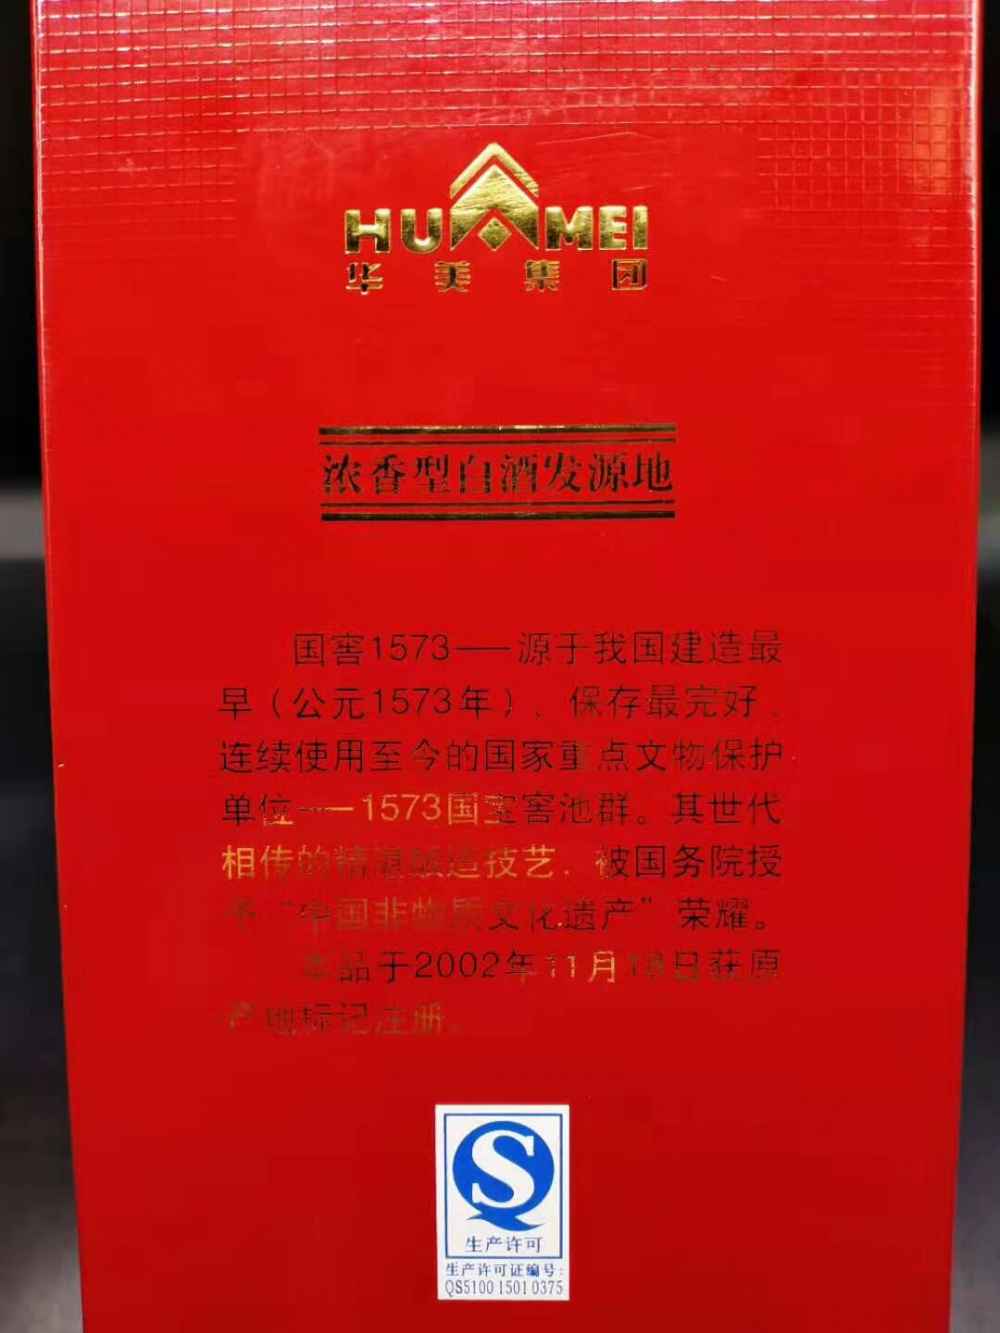 HUAMEI
华美集团
浓香型白酒发源地
国窖1573——源于我国建造最
早（公元1573年）、保存最完好、
连续使用至今的国家重点文物保护
单位——1573国宝窖池群。其世代
相传的精湛酿造技艺，被国务院授
予“中国非物质文化遗产”荣耀。
本品于2002年11月18日获原
产地标记注册。
生产许可
生产许可证编号:
QS5100 1501 0375